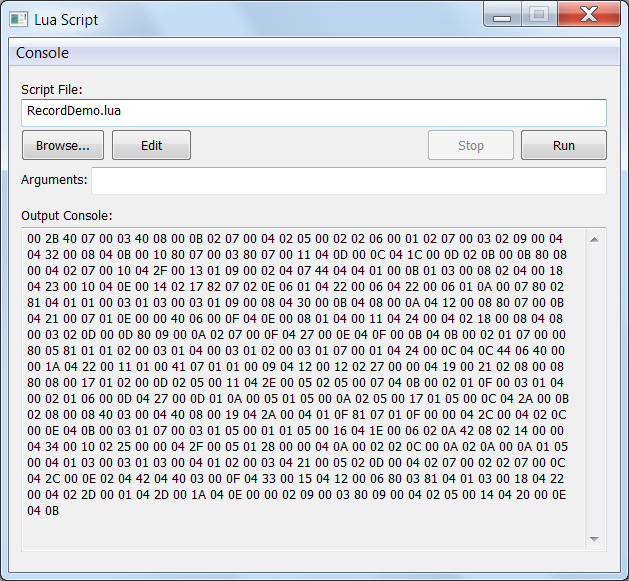 Lua Script
Console
Script File:
RecordDemo.lua
Browse...
Edit
Stop
Run
Arguments:
Output Console:
00 2B 40 07 00 03 40 08 00 0B 02 07 00 04 02 05 00 02 02 06 00 01 02 07 00 03 02 09 00 04
04 32 00 08 04 0B 00 10 80 07 00 03 80 07 00 11 04 0D 00 0C 04 1C 00 0D 02 0B 00 0B 80 08
00 04 02 07 00 10 04 2F 00 13 01 09 00 02 04 07 44 04 04 01 00 0B 01 03 00 08 02 04 00 18
04 23 00 10 04 0E 00 14 02 17 82 07 02 0E 06 01 04 22 00 06 04 22 00 06 01 0A 00 07 80 02
81 04 01 01 00 03 01 03 00 03 01 09 00 08 04 30 00 0B 04 08 00 0A 04 12 00 08 80 07 00 0B
04 21 00 07 01 0E 00 00 40 06 00 0F 04 0E 00 08 01 04 00 11 04 24 00 04 02 18 00 08 04 08
00 03 02 0D 00 0D 80 09 00 0A 02 07 00 0F 04 27 00 0E 04 0F 00 0B 04 0B 00 02 01 07 00 00
80 05 81 01 01 02 00 03 01 04 00 03 01 02 00 03 01 07 00 01 04 24 00 0C 04 0C 44 06 40 00
00 1A 04 22 00 11 01 00 41 07 01 01 00 09 04 12 00 12 02 27 00 00 04 19 00 21 02 08 00 08
80 08 00 17 01 02 00 0D 02 05 00 11 04 2E 00 05 02 05 00 07 04 0B 00 02 01 0F 00 03 01 04
00 02 01 06 00 0D 04 27 00 0D 01 0A 00 05 01 05 00 0A 02 05 00 17 01 05 00 0C 04 2A 00 0B
02 08 00 08 40 03 00 04 40 08 00 19 04 2A 00 04 01 0F 81 07 01 0F 00 00 04 2C 00 04 02 0C
00 0E 04 0B 00 03 01 07 00 03 01 05 00 01 01 05 00 16 04 1E 00 06 02 0A 42 08 02 14 00 00
04 34 00 10 02 25 00 00 04 2F 00 05 01 28 00 00 04 0A 00 02 02 0C 00 0A 02 0A 00 0A 01 05
00 04 01 03 00 03 01 03 00 04 01 02 00 03 04 21 00 05 02 0D 00 04 02 07 00 02 02 07 00 0C
04 2C 00 0E 02 04 42 04 40 03 00 0F 04 33 00 15 04 12 00 06 80 03 81 04 01 03 00 18 04 22
00 04 02 2D 00 01 04 2D 00 1A 04 0E 00 00 02 09 00 03 80 09 00 04 02 05 00 14 04 20 00 0E
04 0B